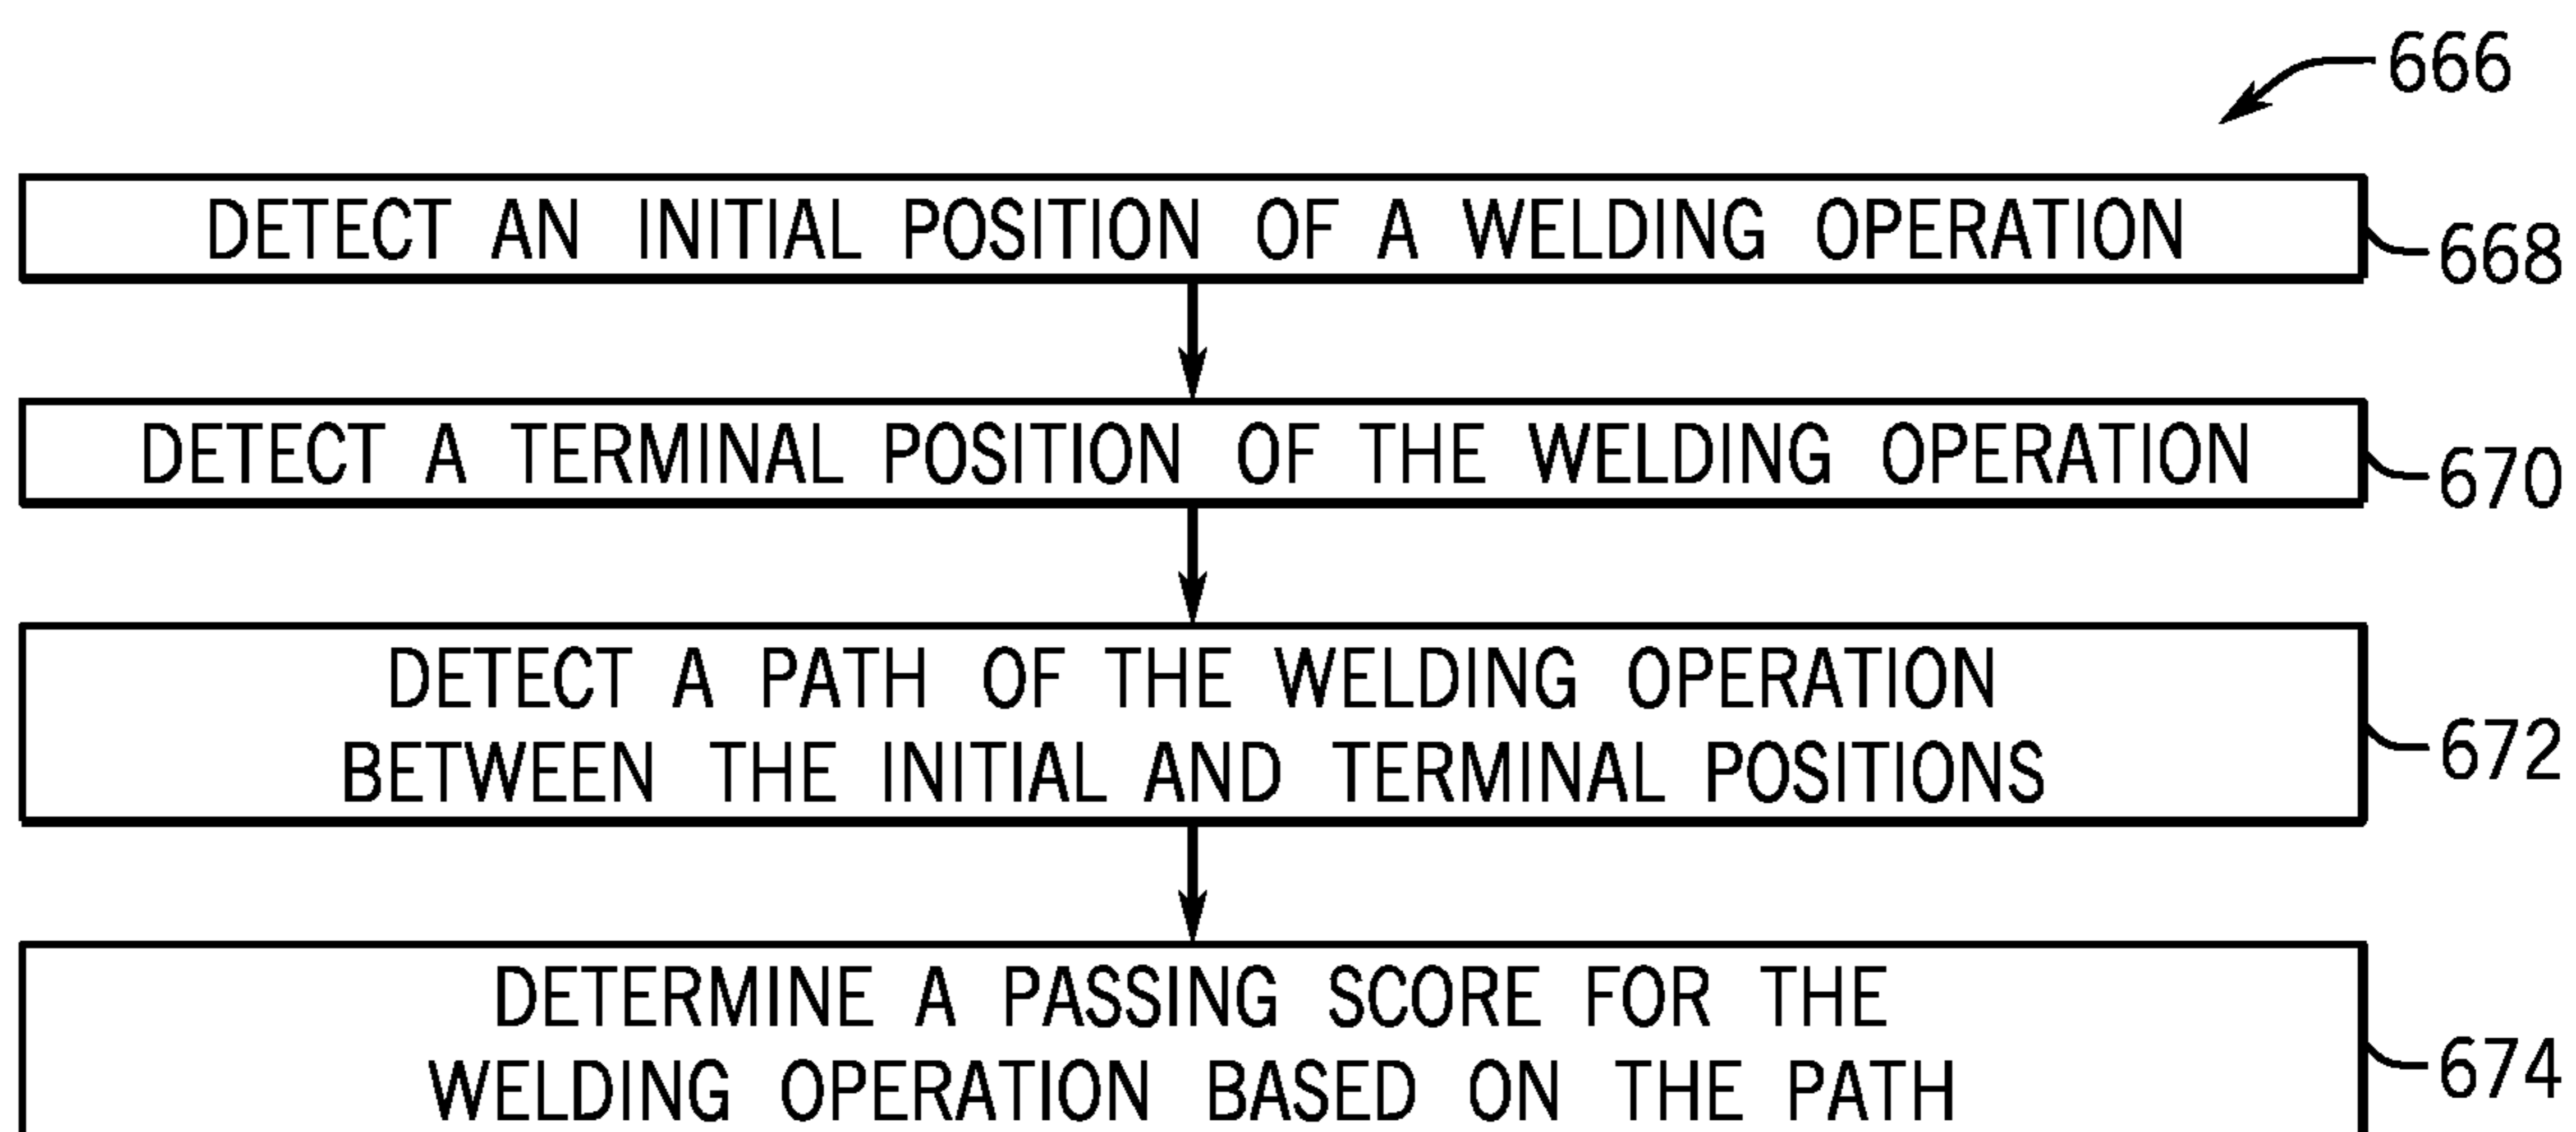 666
DETECT AN INITIAL POSITION OF A WELDING OPERATION
668
DETECT A TERMINAL POSITION OF THE WELDING OPERATION
670
DETECT A PATH OF THE WELDING OPERATION
BETWEEN THE INITIAL AND TERMINAL POSITIONS
672
DETERMINE A PASSING SCORE FOR THE
WELDING OPERATION BASED ON THE PATH
674